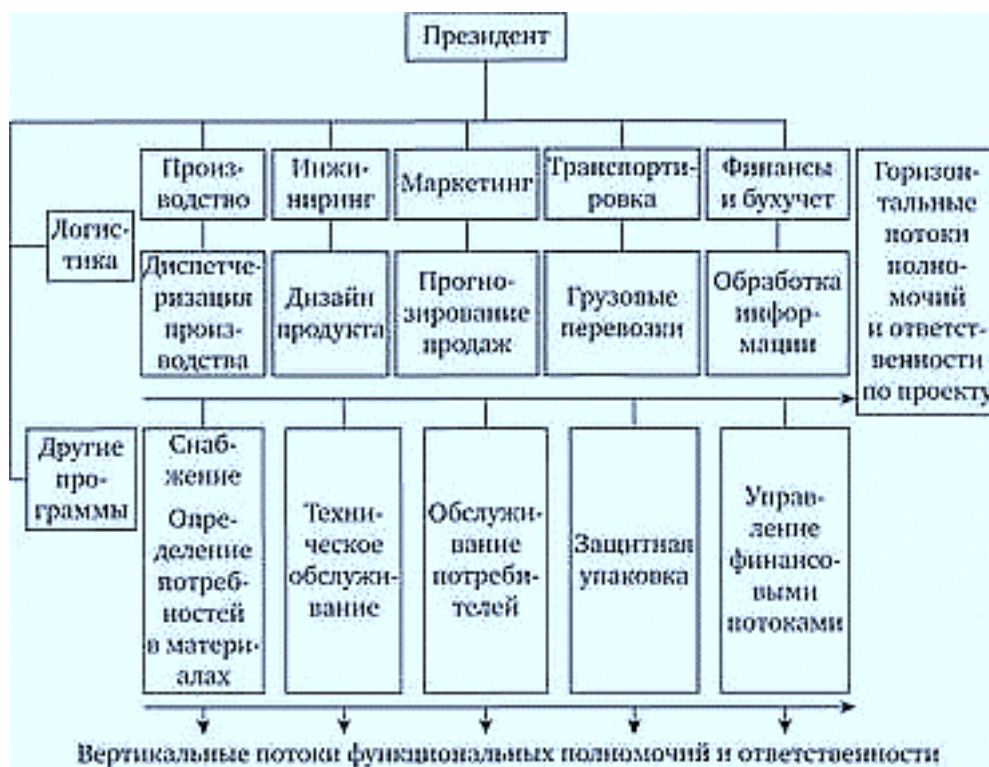 Президент
Произ-
водство
Инжи-
ниринг
Маркетинг
Транспорти-
ровка
Финансы
и бухучет
Горизон-
тальные
потоки
полно-
мочий
и ответст-
венности
по проекту
Логис-
тика
Диспетче-
ризация
произ-
водства
Дизайн
продукта
Прогно-
зирование
продаж
Грузовые
перевозки
Обработка
инфор-
мации
Другие
про-
граммы
Снаб-
жение
Опре-
деление
потреб-
ностей
в матери-
алах
Техни-
ческое
обслужи-
вание
Обслужи-
вание
потреби-
телей
Защитная
упаковка
Управ-
ление
финансо-
выми
потоками
Вертикальные потоки функциональных полномочий и ответственности